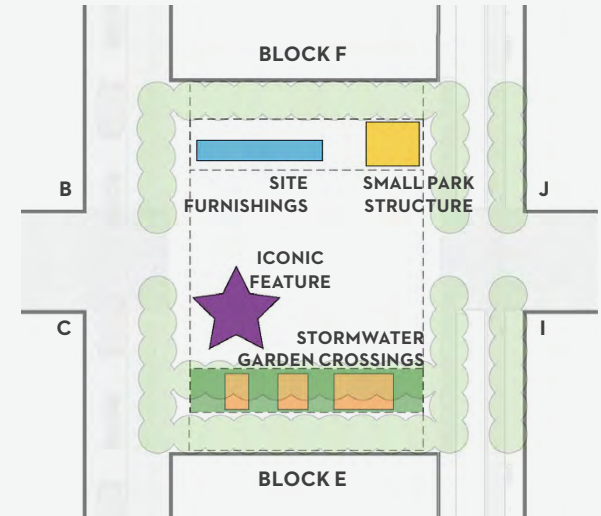 BLOCK F
B
J
SITE
FURNISHINGS
SMALL PARK
STRUCTURE
ICONIC
FEATURE
C
I
STORMWATER
GARDEN CROSSINGS
BLOCK E